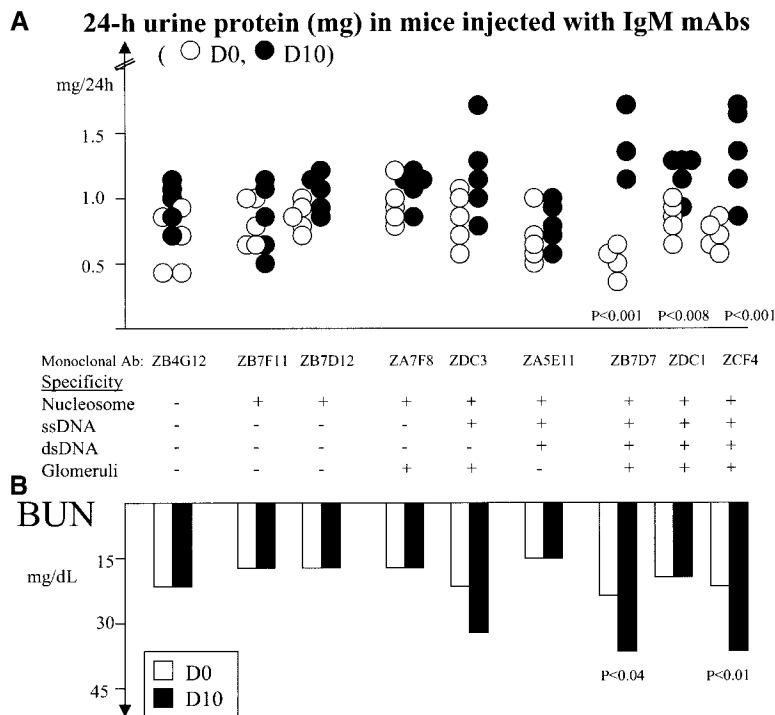 A 24-h urine protein (mg) in mice injected with IgM mAbs
( D0, D10)
mg/24h
1.5
1.0
0.5
P<0.001 P<0.008 P<0.001
Monoclonal Ab: ZB4G12 ZB7F11 ZB7D12 ZA7F8 ZDC3 ZA5E11 ZB7D7 ZDC1 ZCF4
Specificity
Nucleosome - + + + + + + + +
ssDNA - - - - + + + + +
dsDNA - - - - - + + + +
Glomeruli - - - + + - + + +
B
BUN
15
mg/dL
30
45
P<0.04 P<0.01
D0
D10